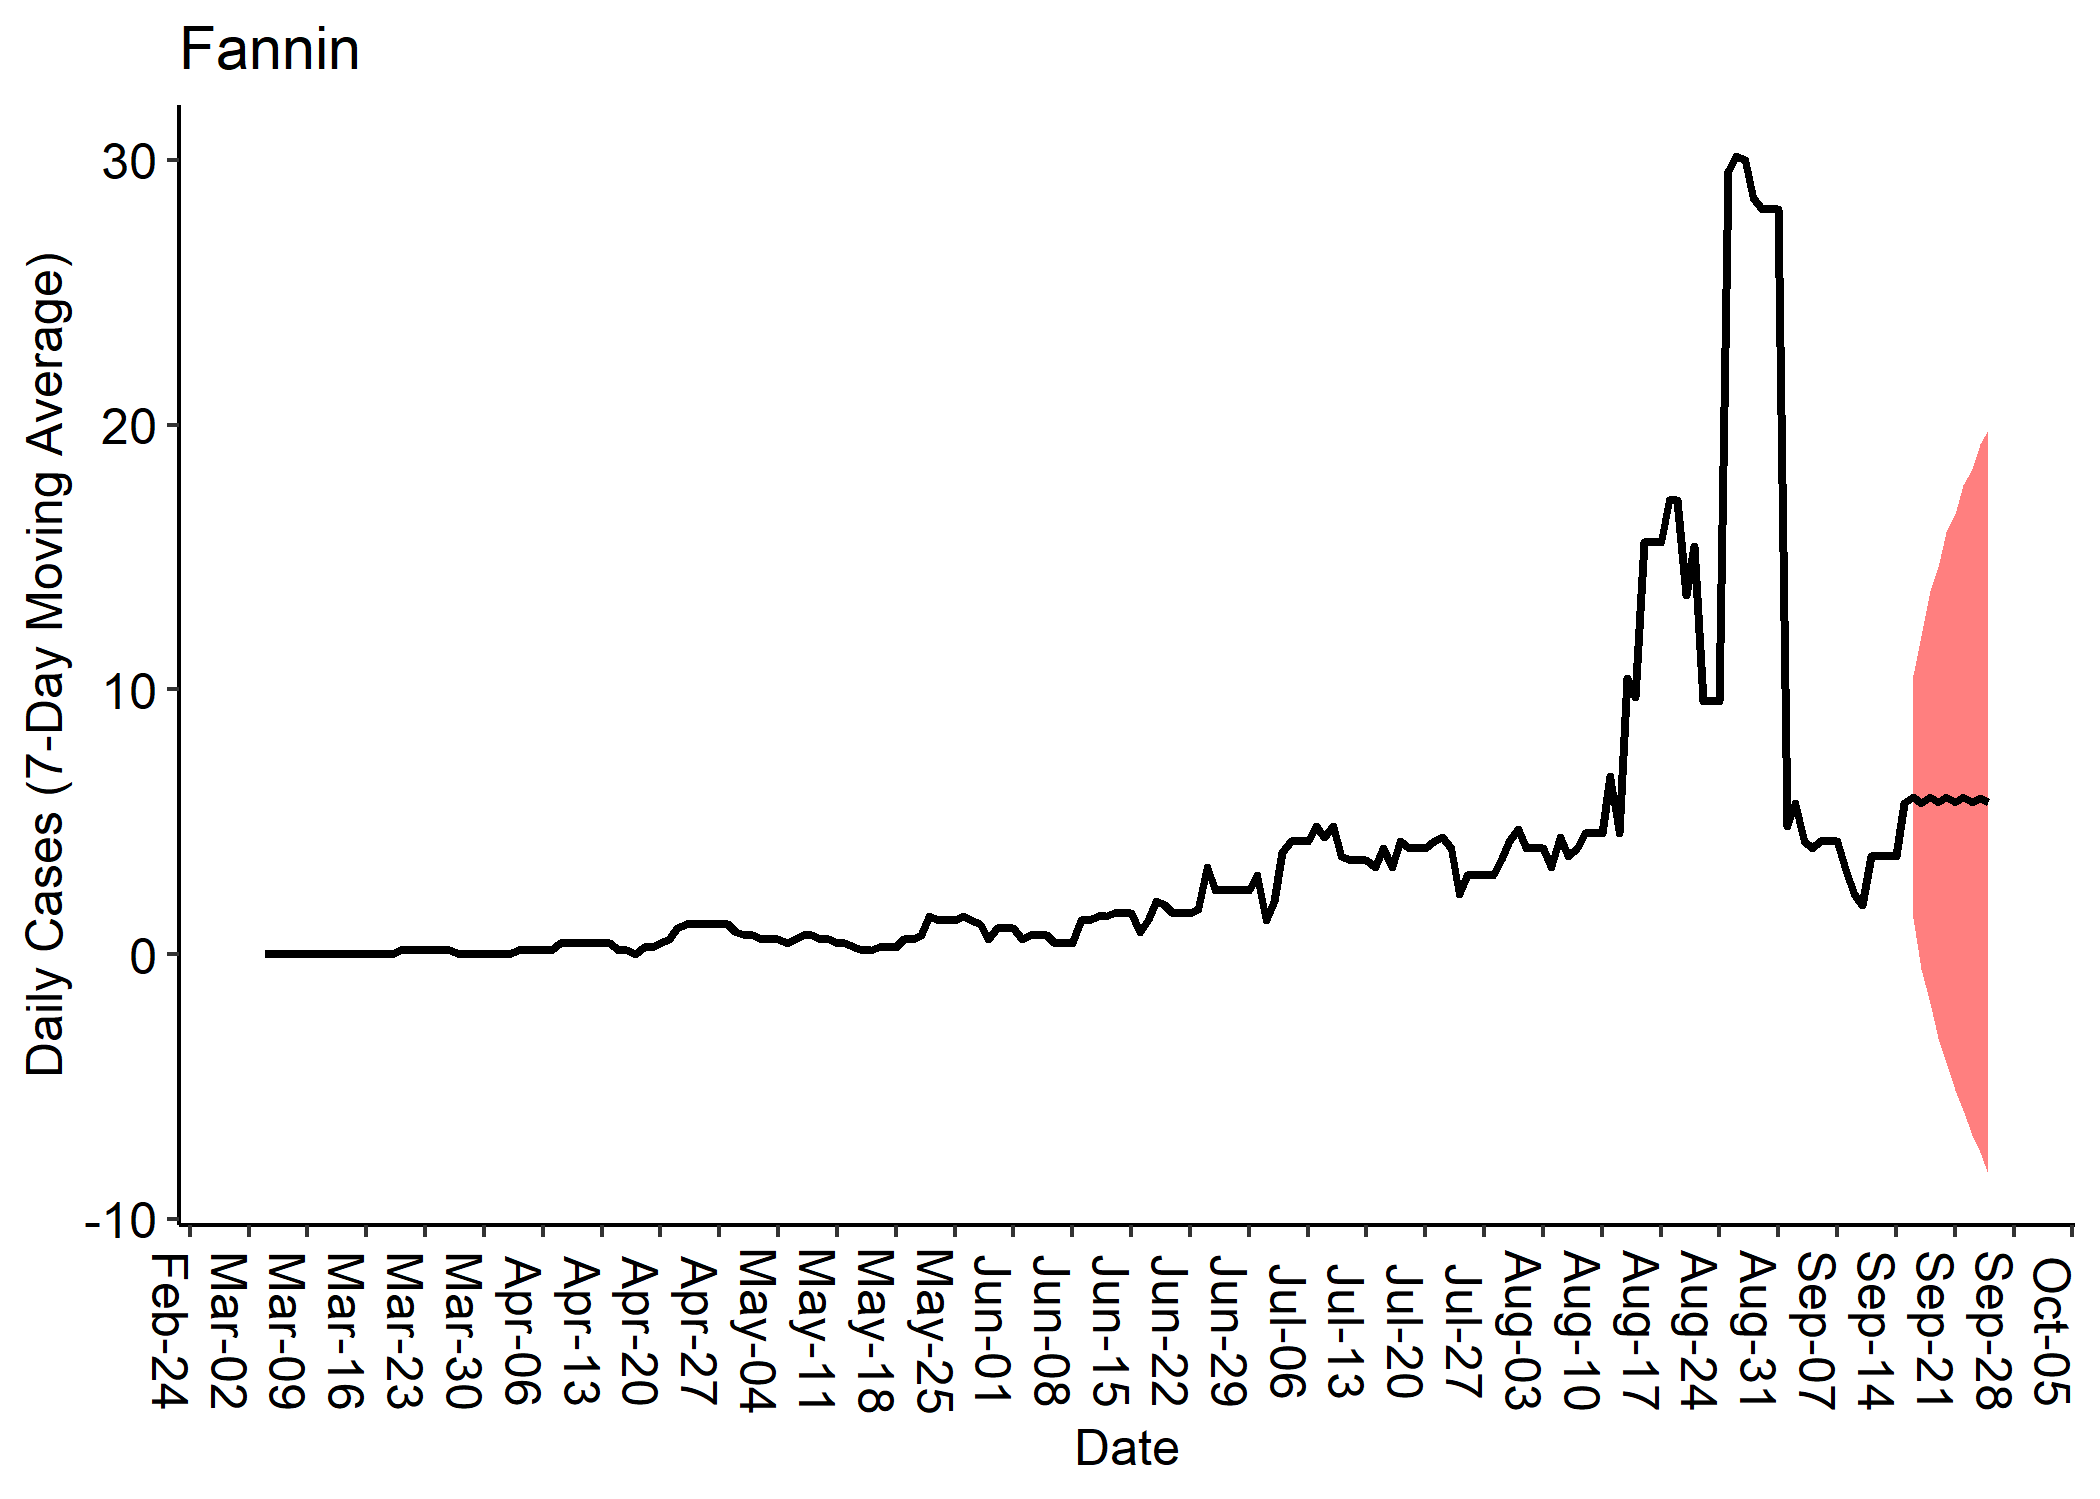 Fannin
Daily Cases (7-Day Moving Average)
30
20
10
0
-10
Feb-24
Mar-02
Mar-09
Mar-16
Mar-23
Mar-30
Apr-06
Apr-13
Apr-20
Apr-27
May-04
May-11
May-18
May-25
Jun-01
Jun-08
Jun-15
Jun-22
Jun-29
Jul-06
Jul-13
Jul-20
Jul-27
Aug-03
Aug-10
Aug-17
Aug-24
Aug-31
Sep-07
Sep-14
Sep-21
Sep-28
Oct-05
Date